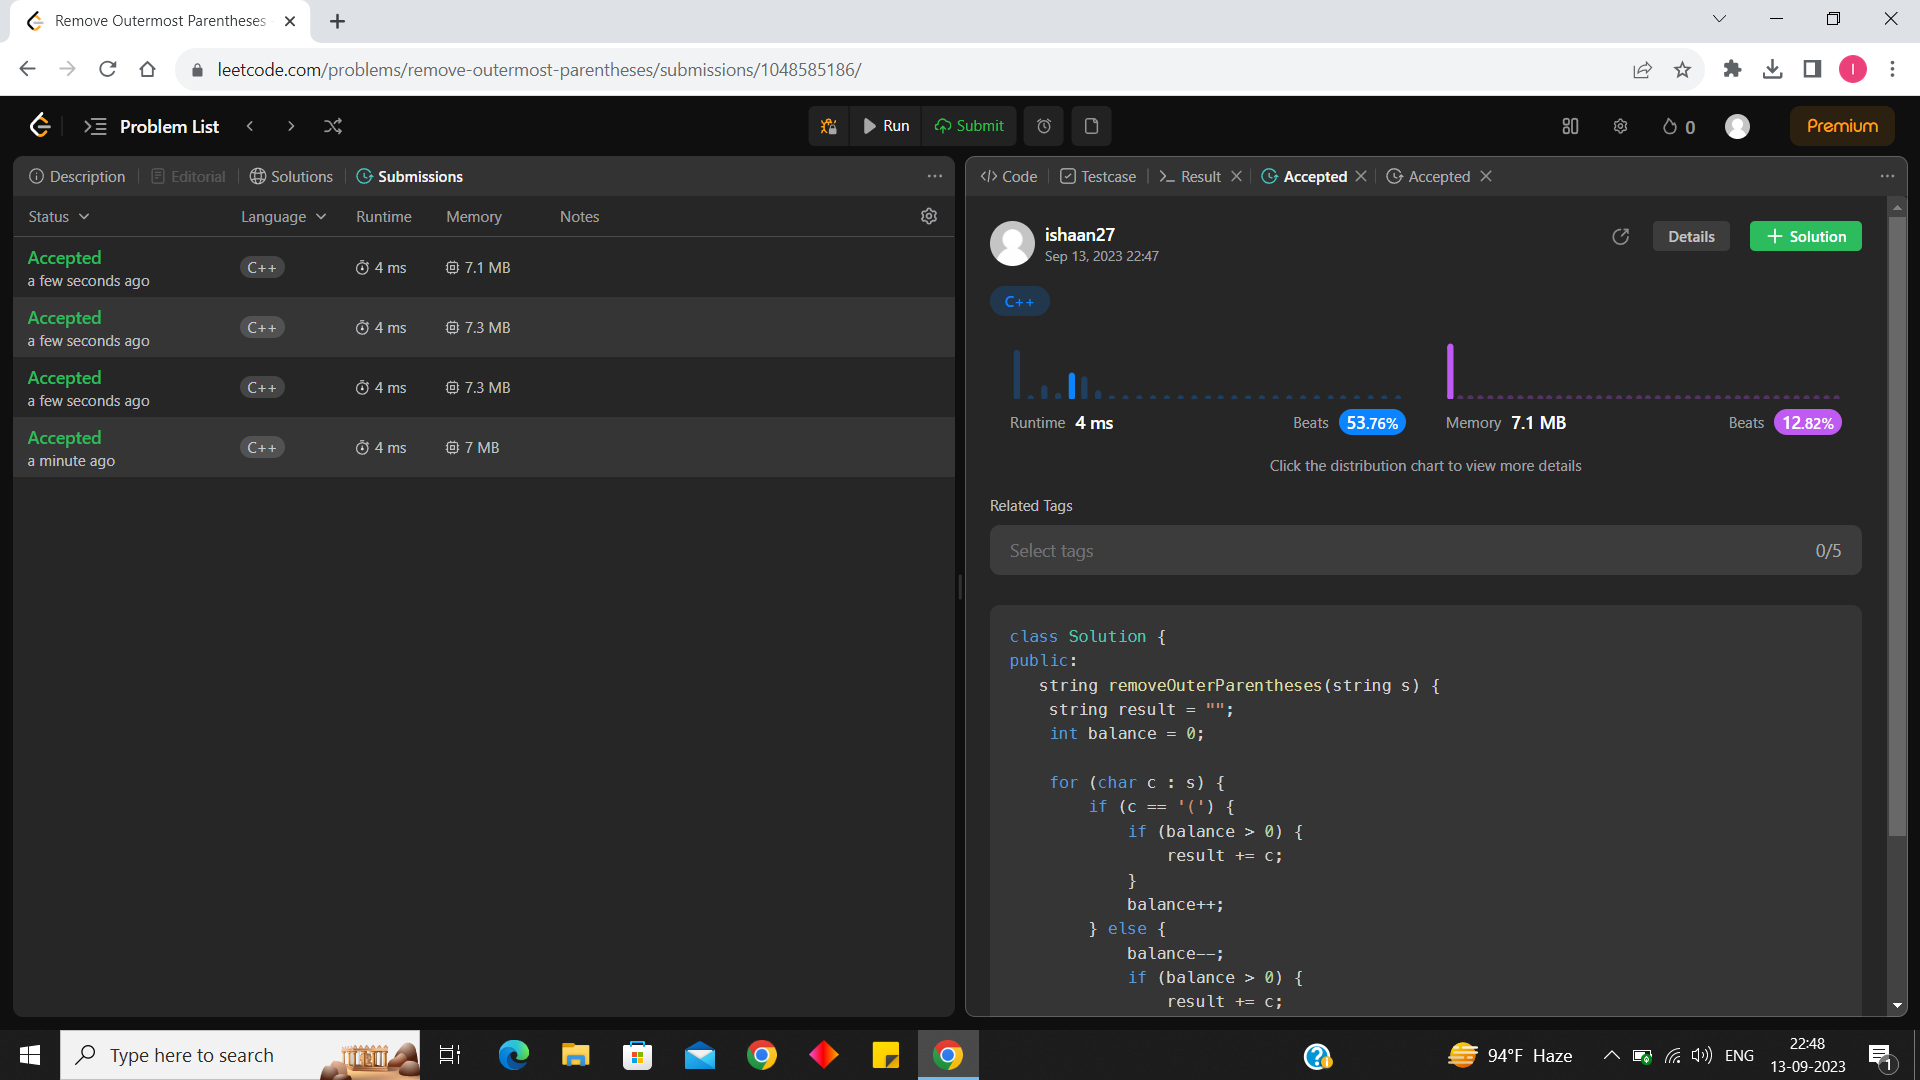 Remove Outermost Parentheses
leetcode.com/problems/remove-outermost-parentheses/submissions/1048585186/
I
Problem List
Run
Submit
0
Premium
Description
Editorial
Solutions
Submissions
Status
Language
Runtime
Memory
Notes
Accepted
a few seconds ago
C++
4 ms
7.1 MB
Accepted
a few seconds ago
C++
4 ms
7.3 MB
Accepted
a few seconds ago
C++
4 ms
7.3 MB
Accepted
a minute ago
C++
4 ms
7 MB
</> Code
Testcase
>_ Result
Accepted
Accepted
ishaan27
Sep 13, 2023 22:47
Details
+ Solution
C++
Runtime 4 ms
Beats 53.76%
Memory 7.1 MB
Beats 12.82%
Click the distribution chart to view more details
Related Tags
Select tags
0/5
class Solution {
public:
string removeOuterParentheses(string s) {
string result = "";
int balance = 0;
for (char c : s) {
if (c == '(') {
if (balance > 0) {
result += c;
}
balance++;
} else {
balance--;
if (balance > 0) {
result += c;
Type here to search
94°F Haze
ENG
22:48
13-09-2023
1